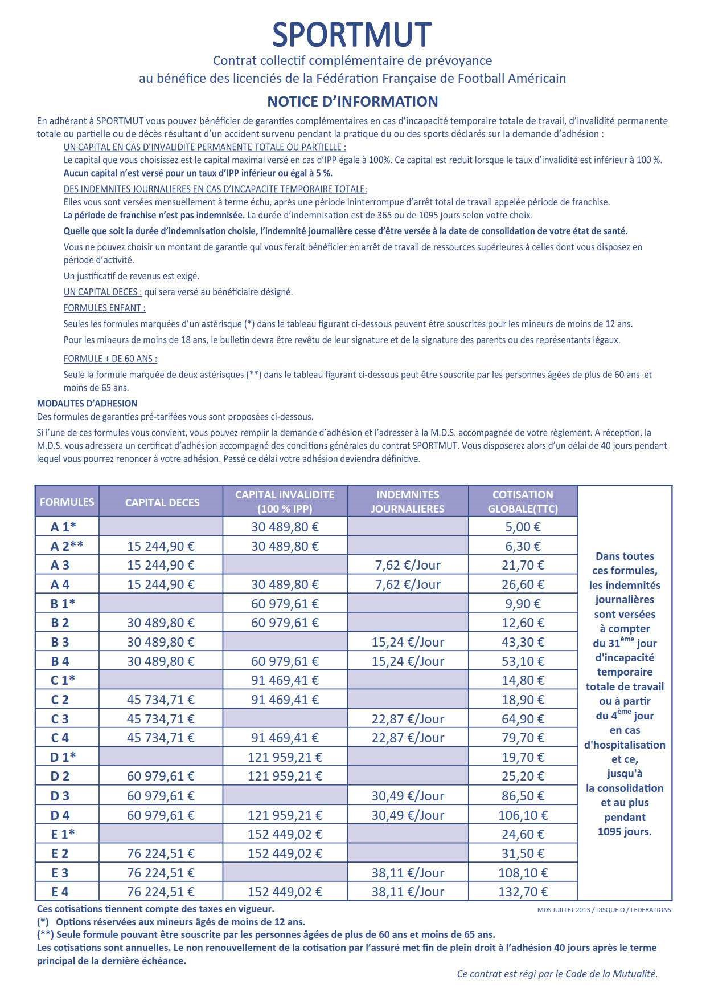 SPORTMUT
Contrat collectif complémentaire de prévoyance
au bénéfice des licenciés de la Fédération Française de Football Américain
NOTICE D’INFORMATION
En adhérant à SPORTMUT vous pouvez bénéficier de garanties complémentaires en cas d’incapacité temporaire totale de travail, d’invalidité permanente
totale ou partielle ou de décès résultant d’un accident survenu pendant la pratique du ou des sports déclarés sur la demande d’adhésion :
UN CAPITAL EN CAS D’INVALIDITE PERMANENTE TOTALE OU PARTIELLE :
Le capital que vous choisissez est le capital maximal versé en cas d’IPP égale à 100%. Ce capital est réduit lorsque le taux d’invalidité est inférieur à 100 %.
Aucun capital n’est versé pour un taux d’IPP inférieur ou égal à 5 %.
DES INDEMNITES JOURNALIERES EN CAS D’INCAPACITE TEMPORAIRE TOTALE:
Elles vous sont versées mensuellement à terme échu, après une période ininterrompue d’arrêt total de travail appelée période de franchise.
La période de franchise n’est pas indemnisée. La durée d’indemnisation est de 365 ou de 1095 jours selon votre choix.
Quelle que soit la durée d’indemnisation choisie, l’indemnité journalière cesse d’être versée à la date de consolidation de votre état de santé.
Vous ne pouvez choisir un montant de garantie qui vous ferait bénéficier en arrêt de travail de ressources supérieures à celles dont vous disposez en
période d’activité.
Un justificatif de revenus est exigé.
UN CAPITAL DECES : qui sera versé au bénéficiaire désigné.
FORMULES ENFANT :
Seules les formules marquées d’un astérisque (*) dans le tableau figurant ci-dessous peuvent être souscrites pour les mineurs de moins de 12 ans.
Pour les mineurs de moins de 18 ans, le bulletin devra être revêtu de leur signature et de la signature des parents ou des représentants légaux.
FORMULE + DE 60 ANS :
Seule la formule marquée de deux astérisques (**) dans le tableau figurant ci-dessous peut être souscrite par les personnes âgées de plus de 60 ans et
moins de 65 ans.
MODALITES D’ADHESION
Des formules de garanties pré-tarifées vous sont proposées ci-dessous.
Si l’une de ces formules vous convient, vous pouvez remplir la demande d’adhésion et l’adresser à la M.D.S. accompagnée de votre règlement. A réception, la
M.D.S. vous adressera un certificat d’adhésion accompagné des conditions générales du contrat SPORTMUT. Vous disposerez alors d’un délai de 40 jours pendant
lequel vous pourrez renoncer à votre adhésion. Passé ce délai votre adhésion deviendra définitive.
FORMULES CAPITAL DECES CAPITAL INVALIDITE (100 % IPP) INDEMNITES JOURNALIERES COTISATION GLOBALE(TTC)
A 1* 30 489,80 € 5,00 €
A 2** 15 244,90 € 30 489,80 € 6,30 €
A 3 15 244,90 € 7,62 €/Jour 21,70 €
A 4 15 244,90 € 30 489,80 € 7,62 €/Jour 26,60 €
B 1* 60 979,61 € 9,90 €
B 2 30 489,80 € 60 979,61 € 12,60 €
B 3 30 489,80 € 15,24 €/Jour 43,30 €
B 4 30 489,80 € 60 979,61 € 15,24 €/Jour 53,10 €
C 1* 91 469,41 € 14,80 €
C 2 45 734,71 € 91 469,41 € 18,90 €
C 3 45 734,71 € 22,87 €/Jour 64,90 €
C 4 45 734,71 € 91 469,41 € 22,87 €/Jour 79,70 €
D 1* 121 959,21 € 19,70 €
D 2 60 979,61 € 121 959,21 € 25,20 €
D 3 60 979,61 € 30,49 €/Jour 86,50 €
D 4 60 979,61 € 121 959,21 € 30,49 €/Jour 106,10 €
E 1* 152 449,02 € 24,60 €
E 2 76 224,51 € 152 449,02 € 31,50 €
E 3 76 224,51 € 38,11 €/Jour 108,10 €
E 4 76 224,51 € 152 449,02 € 38,11 €/Jour 132,70 €
Dans toutes
ces formules,
les indemnités
journalières
sont versées
à compter
du 31ème jour
d'incapacité
temporaire
totale de travail
ou à partir
du 4ème jour
en cas
d'hospitalisation
et ce,
jusqu'à
la consolidation
et au plus
pendant
1095 jours.
Ces cotisations tiennent compte des taxes en vigueur.
MDS JUILLET 2013 / DISQUE O / FEDERATIONS
(*) Options réservées aux mineurs âgés de moins de 12 ans.
(**) Seule formule pouvant être souscrite par les personnes âgées de plus de 60 ans et moins de 65 ans.
Les cotisations sont annuelles. Le non renouvellement de la cotisation par l’assuré met fin de plein droit à l’adhésion 40 jours après le terme
principal de la dernière échéance.
Ce contrat est régi par le Code de la Mutualité.